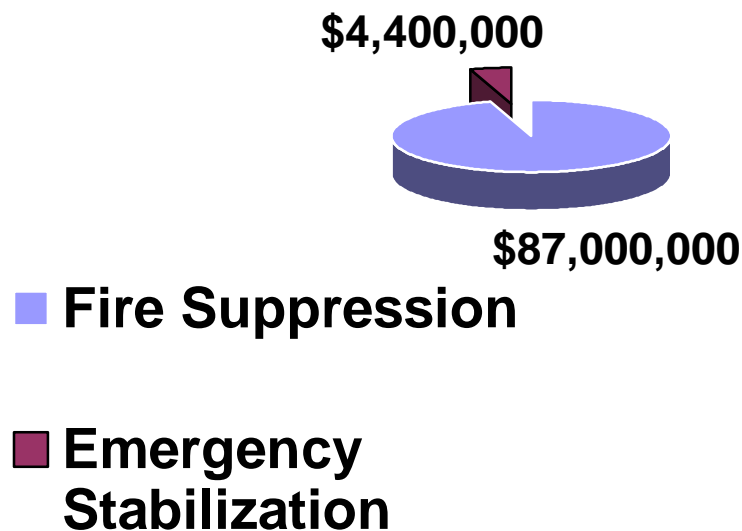 $4,400,000
$87,000,000
Fire Suppression
Emergency
Stabilization